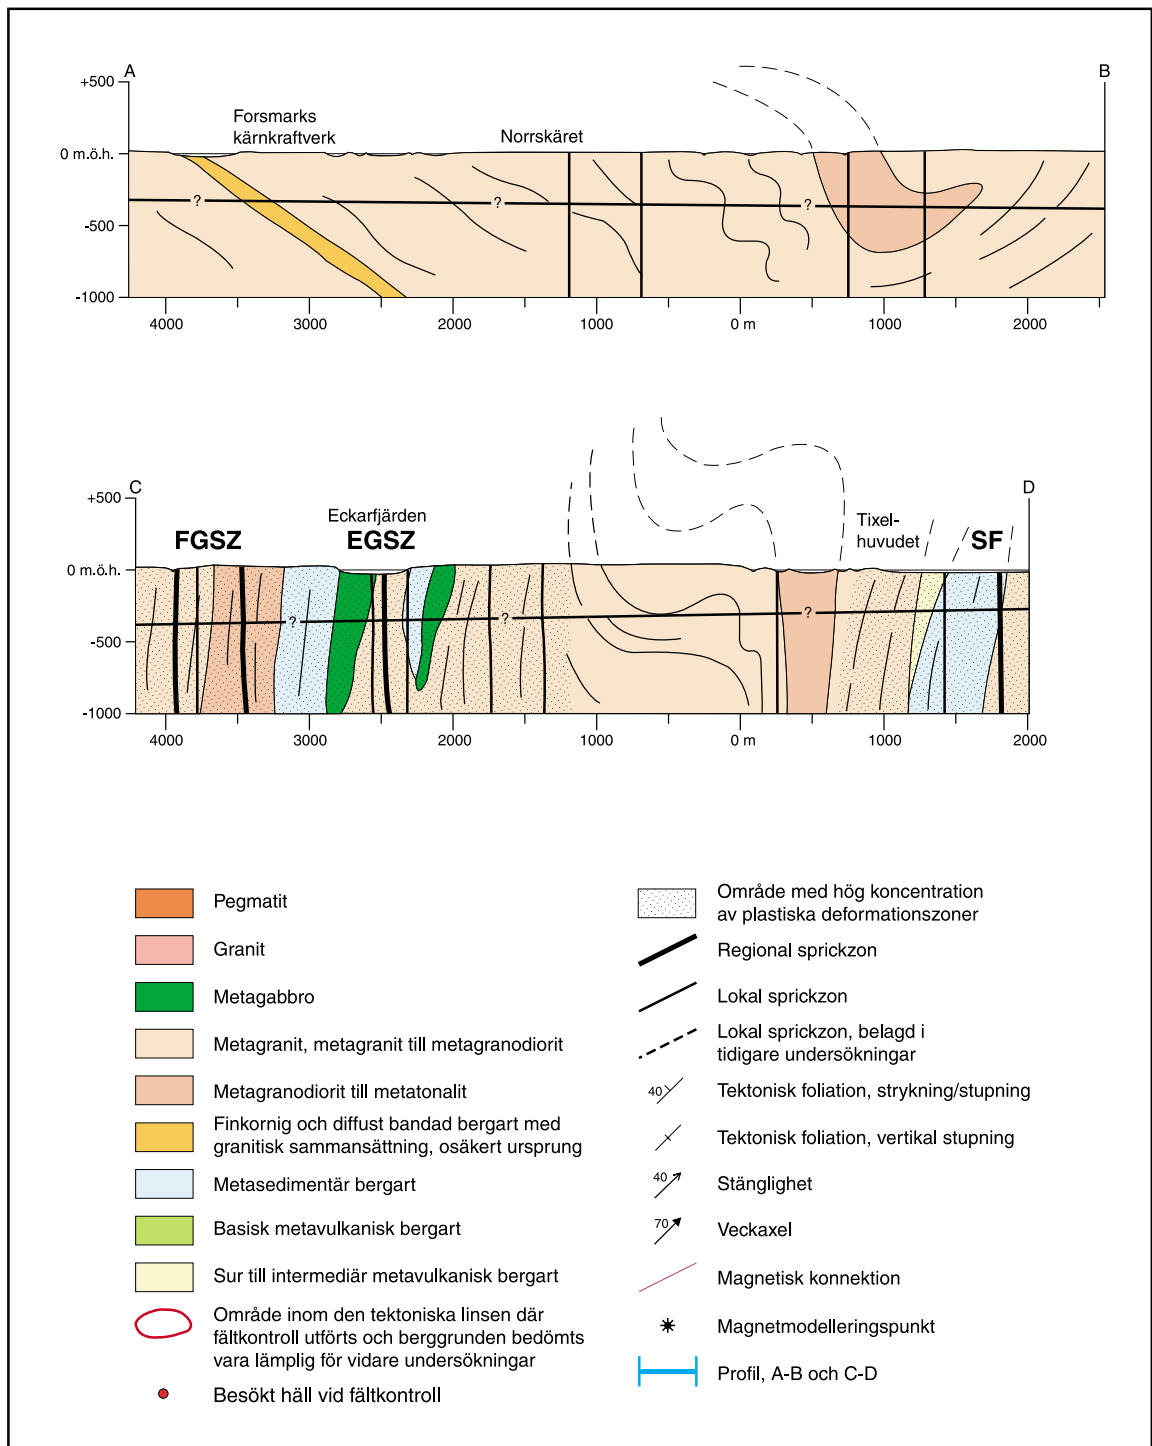 A
B
+500
Forsmarks
kärnkraftverk
Norrskäret
0 m.ö.h.
?
?
?
-500
-1000
4000
3000
2000
1000
0 m
1000
2000
C
D
+500
Eckarfjärden
FGSZ
EGSZ
Tixel-
huvudet
SF
0 m.ö.h.
?
?
?
-500
-1000
4000
3000
2000
1000
0 m
1000
2000
Pegmatit
Granit
Metagabbro
Metagranit, metagranit till metagranodiorit
Metagranodiorit till metatonalit
Finkornig och diffust bandad bergart med
granitisk sammansättning, osäkert ursprung
Metasedimentär bergart
Basisk metavulkanisk bergart
Sur till intermediär metavulkanisk bergart
Område inom den tektoniska linsen där
fältkontroll utförts och berggrunden bedömts
vara lämplig för vidare undersökningar
Besökt häll vid fältkontroll
Område med hög koncentration
av plastiska deformationszoner
Regional sprickzon
Lokal sprickzon
Lokal sprickzon, belagd i
tidigare undersökningar
40
Tektonisk foliation, strykning/stupning
Tektonisk foliation, vertikal stupning
40
Stänglighet
70
Veckaxel
Magnetisk konnektion
Magnetmodelleringspunkt
Profil, A-B och C-D